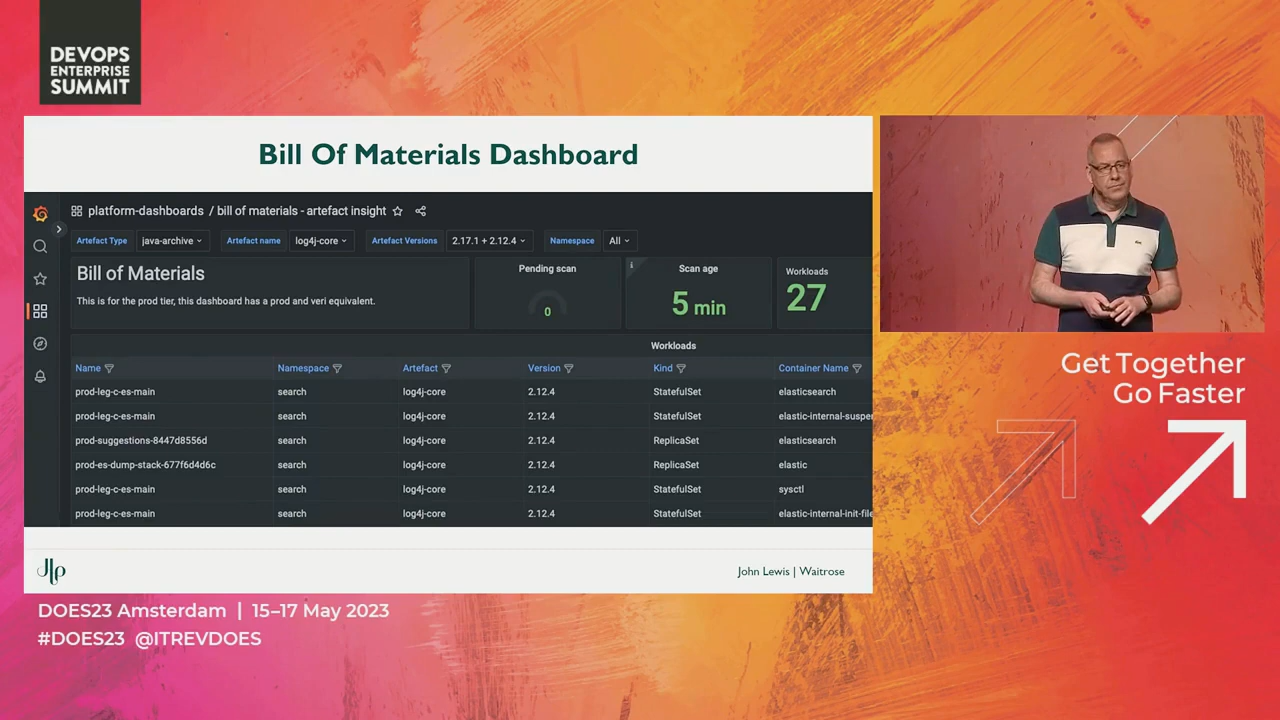 DEVOPS
ENTERPRISE
SUMMIT
Bill Of Materials Dashboard
platform-dashboards / bill of materials - artefact insight
Artefact Type java-archive Artefact name log4j-core Artefact Versions 2.17.1 + 2.12.4 Namespace All
Bill of Materials
This is for the prod tier, this dashboard has a prod and veri equivalent.
Pending scan
0
i
Scan age
5 min
Workloads
27
Workloads
Name Namespace Artefact Version Kind Container Name
prod-leg-c-es-main search log4j-core 2.12.4 StatefulSet elasticsearch
prod-leg-c-es-main search log4j-core 2.12.4 StatefulSet elastic-internal-suspe
prod-suggestions-8447d8556d search log4j-core 2.12.4 ReplicaSet elasticsearch
prod-es-dump-stack-677f6d4d6c search log4j-core 2.12.4 ReplicaSet elastic
prod-leg-c-es-main search log4j-core 2.12.4 StatefulSet sysctl
prod-leg-c-es-main search log4j-core 2.12.4 StatefulSet elastic-internal-init-file
Jlp
John Lewis | Waitrose
Get Together
Go Faster
DOES23 Amsterdam | 15–17 May 2023
#DOES23 @ITREVDOES